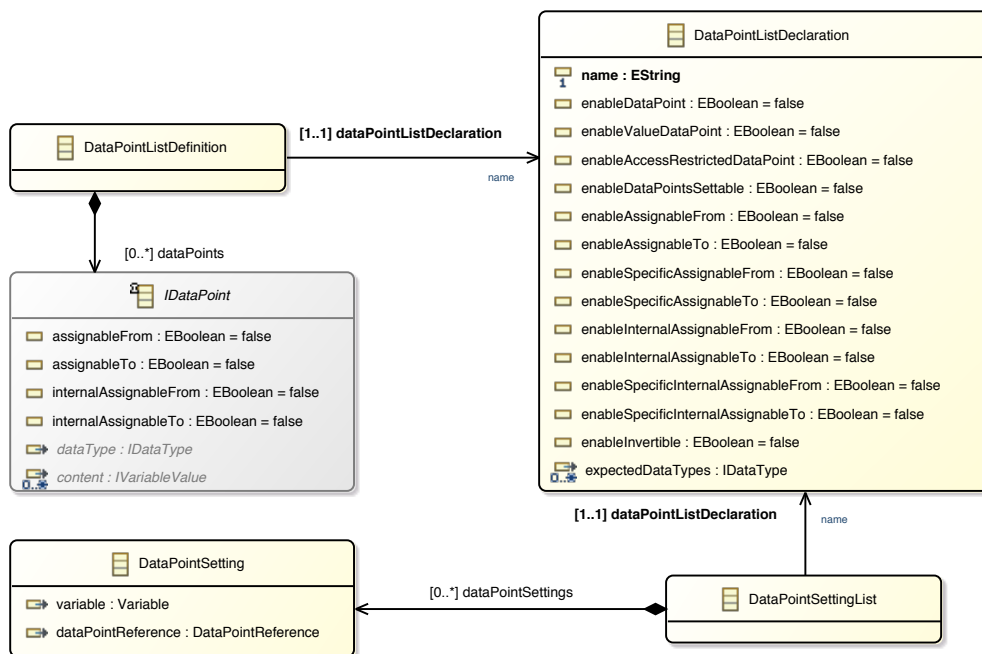 DataPointListDeclaration
name : EString
1
enableDataPoint : EBoolean = false
enableValueDataPoint : EBoolean = false
enableAccessRestrictedDataPoint : EBoolean = false
enableDataPointsSettable : EBoolean = false
enableAssignableFrom : EBoolean = false
enableAssignableTo : EBoolean = false
enableSpecificAssignableFrom : EBoolean = false
enableSpecificAssignableTo : EBoolean = false
enableInternalAssignableFrom : EBoolean = false
enableInternalAssignableTo : EBoolean = false
enableSpecificInternalAssignableFrom : EBoolean = false
enableSpecificInternalAssignableTo : EBoolean = false
enableInvertible : EBoolean = false
expectedDataTypes : IDataType
0..*
DataPointListDefinition
[1..1] dataPointListDeclaration
name
[0..*] dataPoints
IDataPoint
assignableFrom : EBoolean = false
assignableTo : EBoolean = false
internalAssignableFrom : EBoolean = false
internalAssignableTo : EBoolean = false
dataType : IDataType
content : IVariableValue
0..*
[1..1] dataPointListDeclaration
name
DataPointSetting
variable : Variable
dataPointReference : DataPointReference
[0..*] dataPointSettings
DataPointSettingList